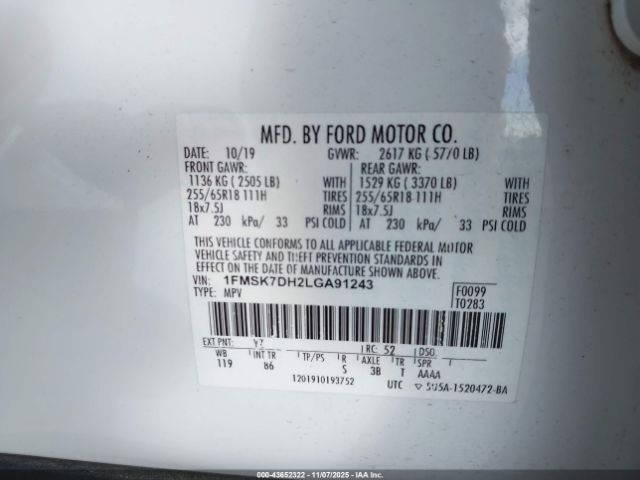 MFD. BY FORD MOTOR CO.
DATE: 10/19 GVWR: 2617 KG ( 5770 LB)
FRONT GAWR: REAR GAWR:
1136 KG ( 2505 LB) WITH 1529 KG ( 3370 LB) WITH
255/65R18 111H TIRES 255/65R18 111H TIRES
18x7.5J RIMS 18x7.5J RIMS
AT 230 kPa/ 33 PSI COLD AT 230 kPa/ 33 PSI COLD
THIS VEHICLE CONFORMS TO ALL APPLICABLE FEDERAL MOTOR
VEHICLE SAFETY AND THEFT PREVENTION STANDARDS IN
EFFECT ON THE DATE OF MANUFACTURE SHOWN ABOVE.
VIN: 1FMSK7DH2LGA91243 F0099
TYPE: MPV T0283
EXT PNT: YZ RC: 52 DSO:
WB INT TR TP/PS R AXLE TR SPR
119 86 S 3B T AAAA
1201910193752 UTC ▽ 5U5A-1520472-BA
000-43652322 — 11/07/2025 — IAAI.com